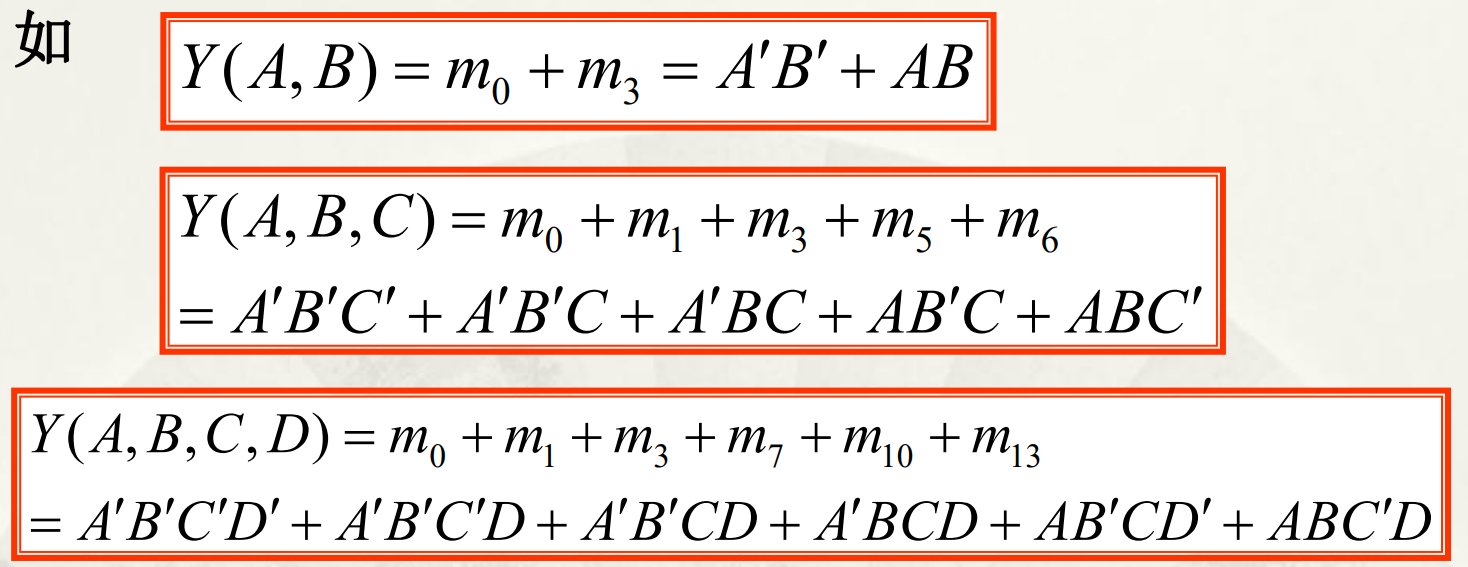 如
Y(A,B) = m₀ + m₃ = A′B′ + AB
Y(A,B,C) = m₀ + m₁ + m₃ + m₅ + m₆
= A′B′C′ + A′B′C + A′BC + AB′C + ABC′
Y(A,B,C,D) = m₀ + m₁ + m₃ + m₇ + m₁₀ + m₁₃
= A′B′C′D′ + A′B′C′D + A′B′CD + A′BCD + AB′CD′ + ABC′D